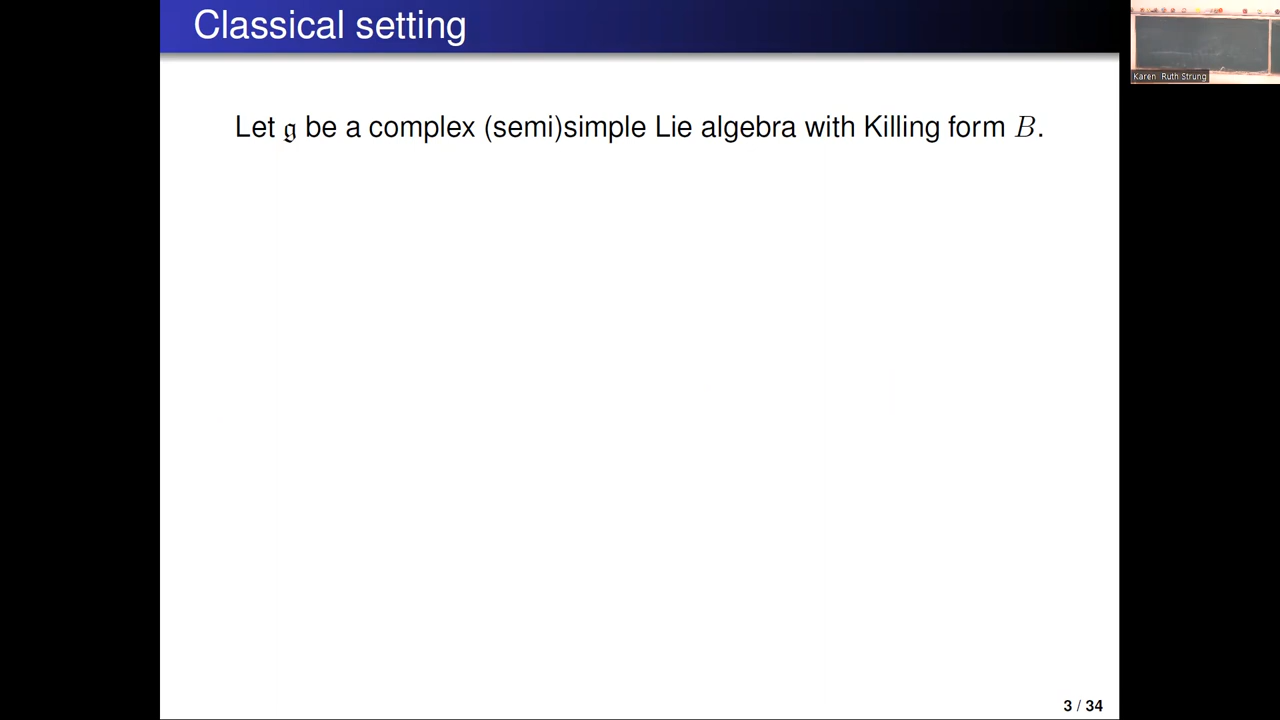 Classical setting
Karen Ruth Strung
Let 𝔤 be a complex (semi)simple Lie algebra with Killing form B.
3 / 34